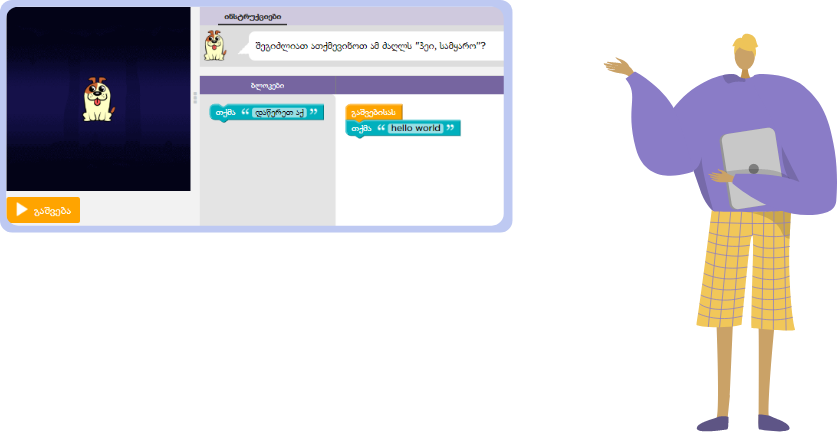 ინსტრუქციები
შეგიძლიათ ათქმევინოთ ამ ძაღლს "ჰეი, სამყარო"?
ბლოკები
თქმა “ დაწერეთ აქ ”
გაშვებისას
თქმა “ hello world ”
გაშვება